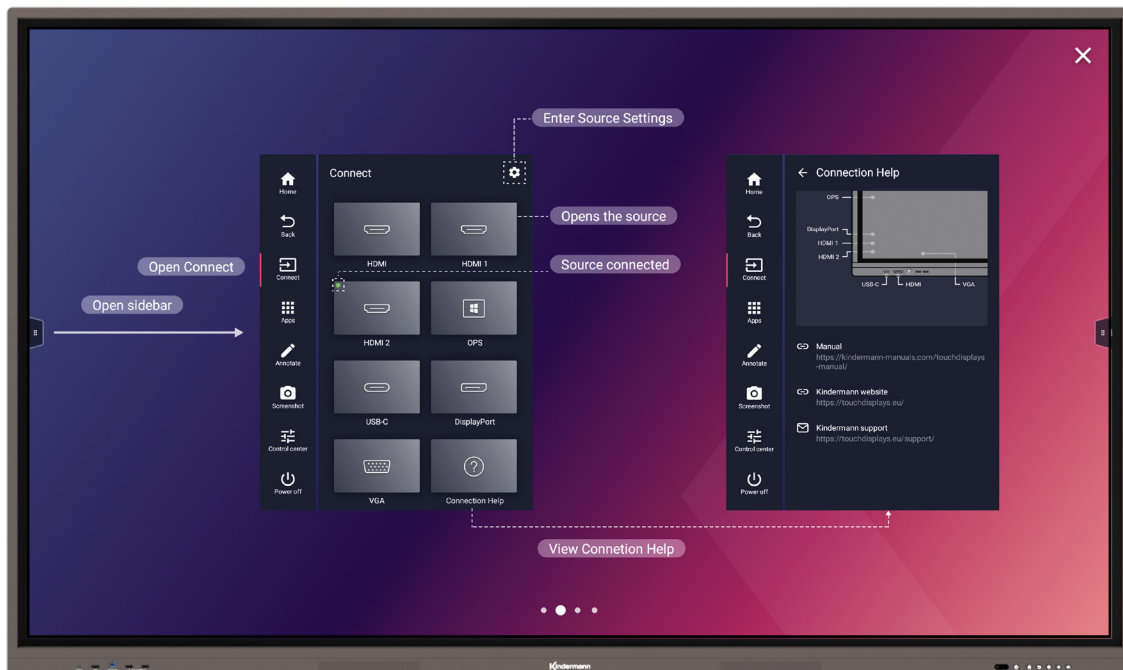 Enter Source Settings
Opens the source
Source connected
Open Connect
Open sidebar
Home
Back
Connect
Apps
Annotate
Screenshot
Control center
Power off
Connect
HDMI
HDMI 1
HDMI 2
OPS
USB-C
DisplayPort
VGA
Connection Help
View Connetion Help
Home
Back
Connect
Apps
Annotate
Screenshot
Control center
Power off
Connection Help
OPS
DisplayPort
HDMI 1
HDMI 2
USB-C
HDMI
VGA
Manual
https://kindermann-manuals.com/touchdisplays
-manual/
Kindermann website
https://touchdisplays.eu/
Kindermann support
https://touchdisplays.eu/support/
Kindermann